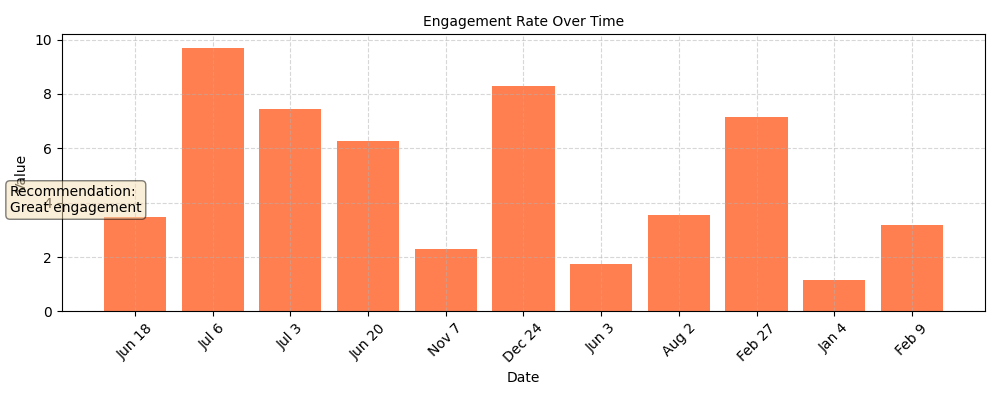 Engagement Rate Over Time
10
8
6
4
2
0
Value
Recommendation:
Great engagement
Jun 18
Jul 6
Jul 3
Jun 20
Nov 7
Dec 24
Jun 3
Aug 2
Feb 27
Jan 4
Feb 9
Date